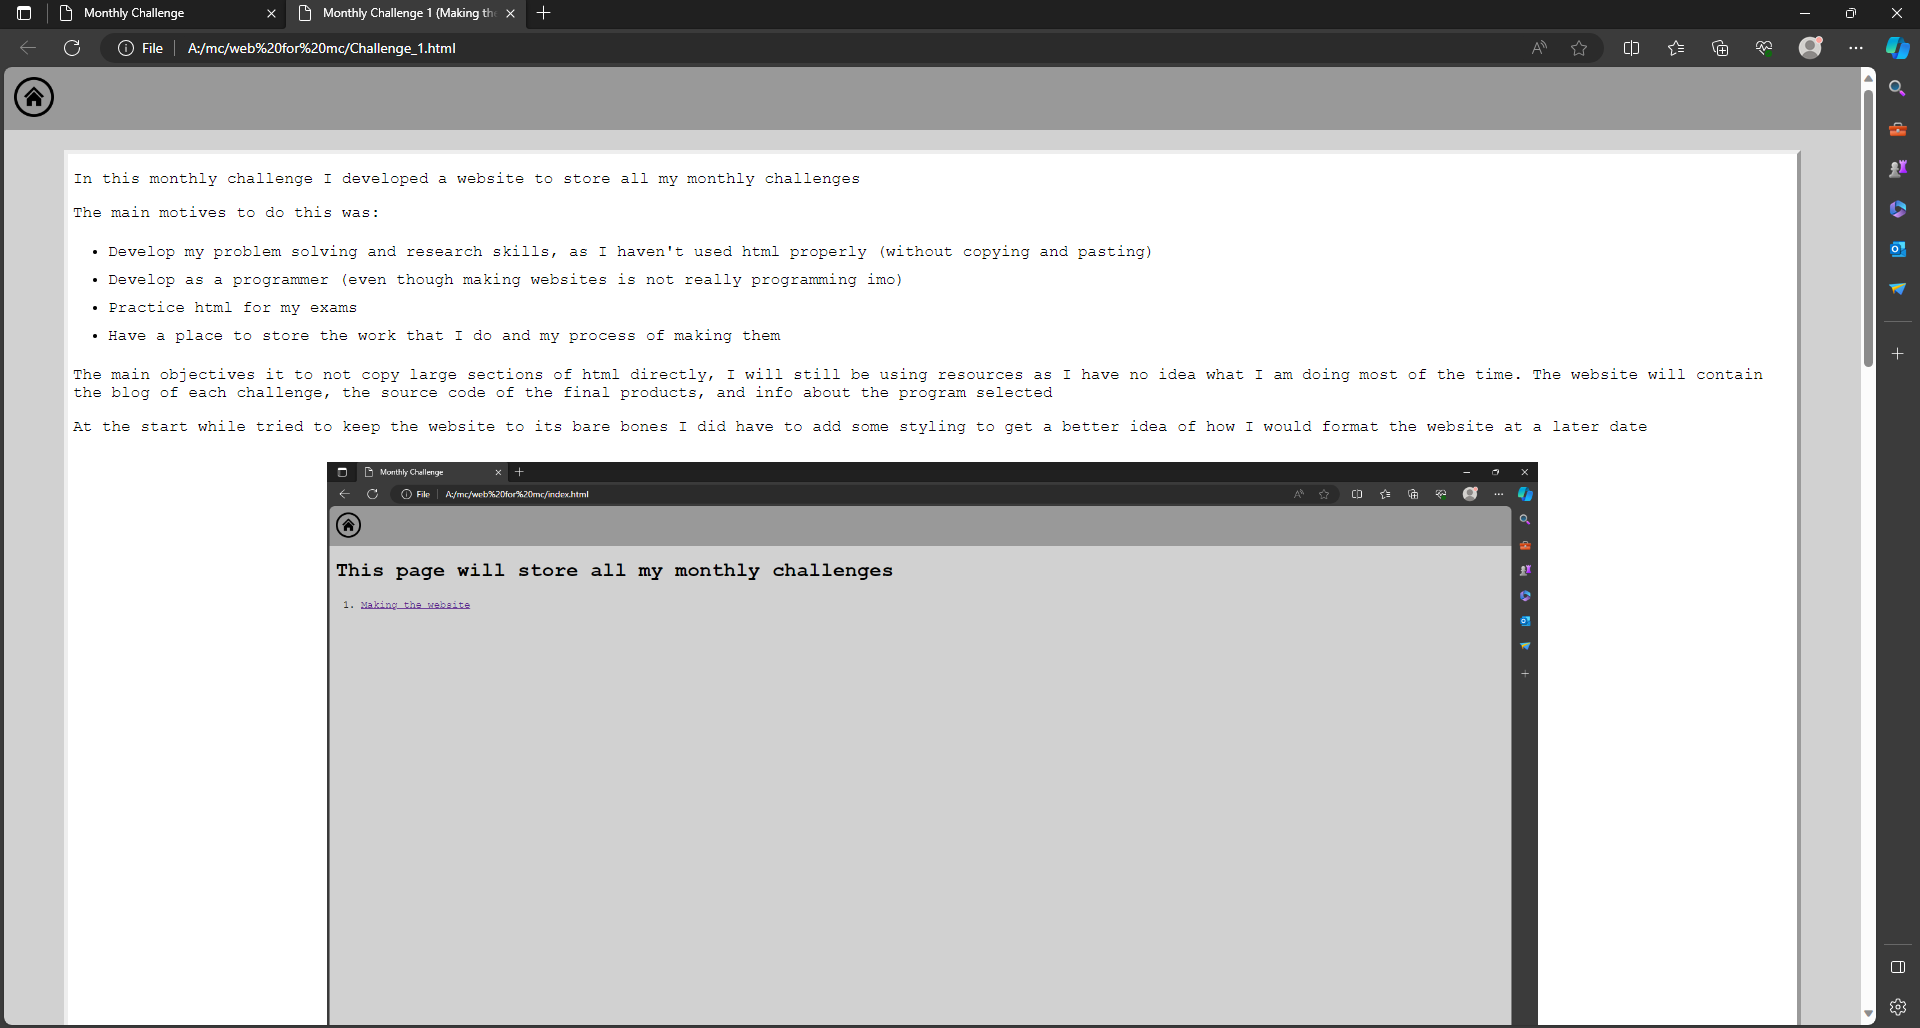 Monthly Challenge
Monthly Challenge 1 (Making th
File
A:/mc/web%20for%20mc/Challenge_1.html
In this monthly challenge I developed a website to store all my monthly challenges
The main motives to do this was:
• Develop my problem solving and research skills, as I haven't used html properly (without copying and pasting)
• Develop as a programmer (even though making websites is not really programming imo)
• Practice html for my exams
• Have a place to store the work that I do and my process of making them
The main objectives it to not copy large sections of html directly, I will still be using resources as I have no idea what I am doing most of the time. The website will contain
the blog of each challenge, the source code of the final products, and info about the program selected
At the start while tried to keep the website to its bare bones I did have to add some styling to get a better idea of how I would format the website at a later date
Monthly Challenge
File
A:/mc/web%20for%20mc/index.html
This page will store all my monthly challenges
1. Making the website